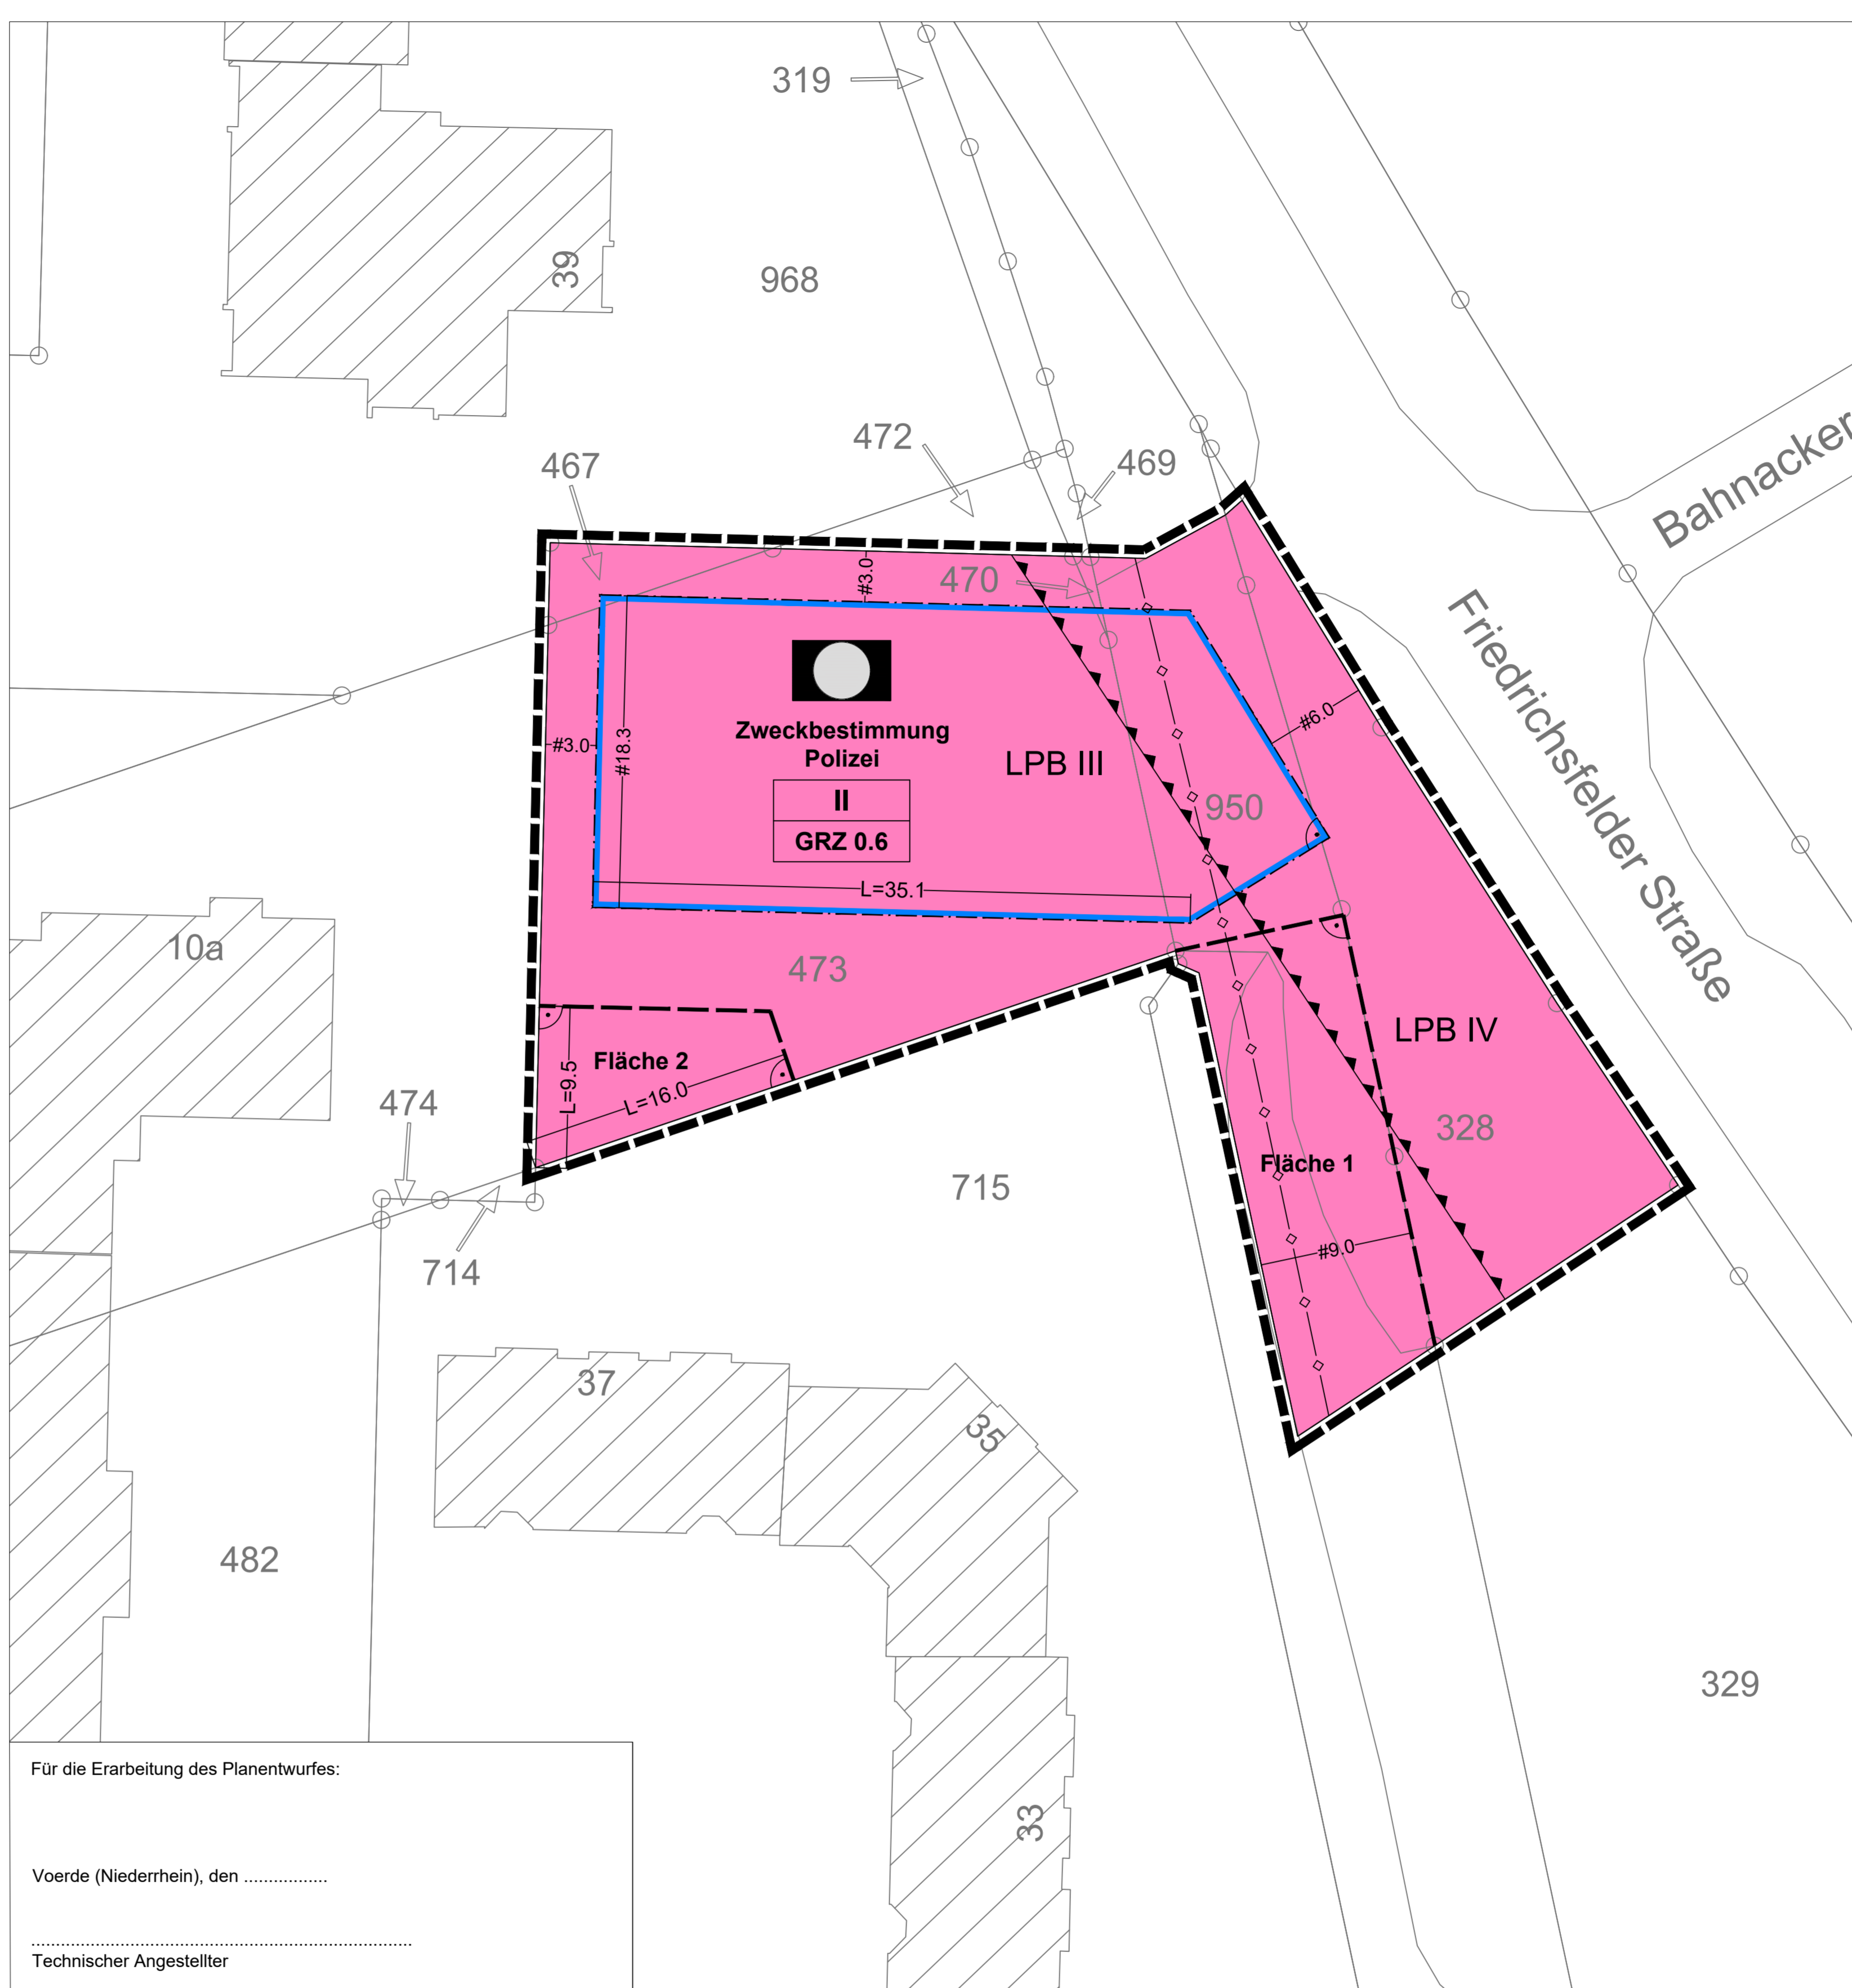 319
39
968
472
467
469
Bahnacker
#3.0
470
Friedrichsfelder Straße
#6.0
#3.0
#18.3
Zweckbestimmung
Polizei
LPB III
II
950
GRZ 0.6
L=35.1
10a
473
LPB IV
Fläche 2
L=9.5
L=16.0
474
328
Fläche 1
715
#9.0
714
37
35
482
329
33
Für die Erarbeitung des Planentwurfes:
Voerde (Niederrhein), den .................
.............................................................................
Technischer Angestellter